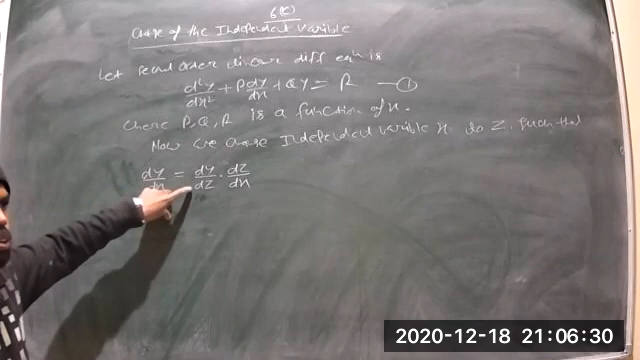 6(c)
Change of the Independent variable
Let second order linear diff eqn is
d²y/dx² + P dy/dx + Qy = R —①
where P, Q, R is a function of x.
Now we change Independent variable x to z. such that
dy/dx = dy/dz · dz/dx
2020-12-18 21:06:30